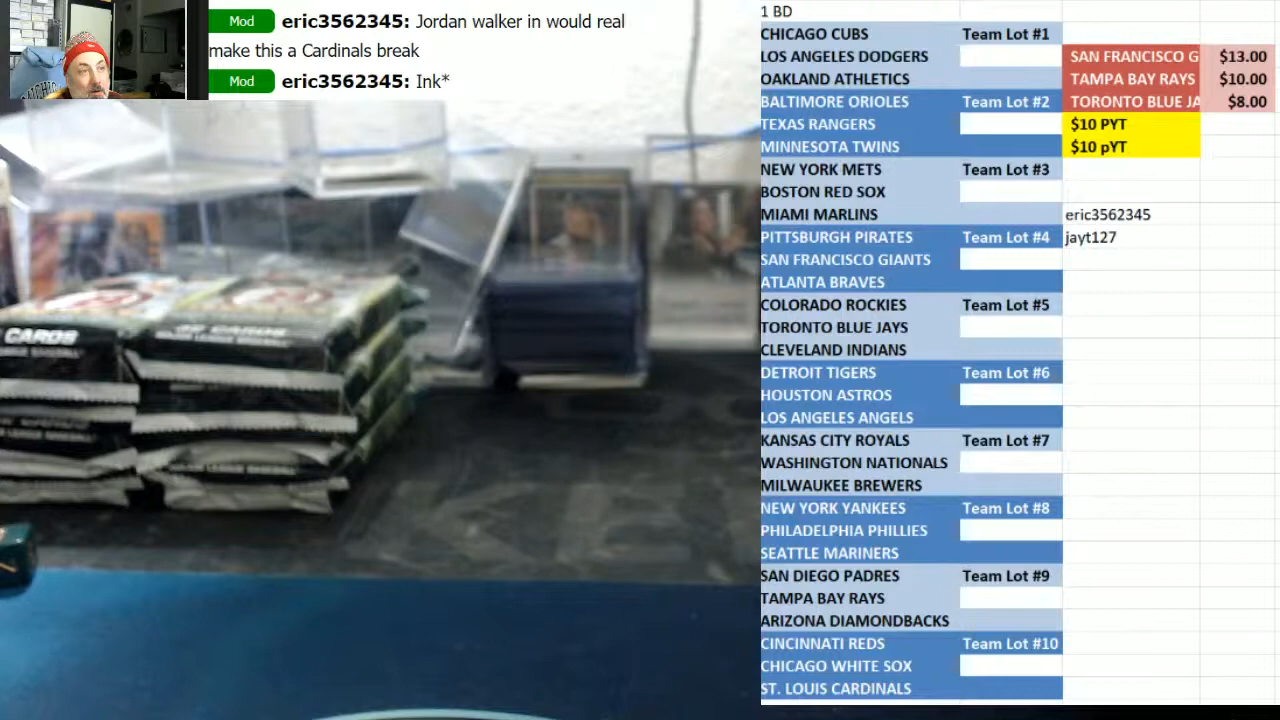 Mod eric3562345: Jordan walker in would real
make this a Cardinals break
Mod eric3562345: Ink*
CARDS
CARDS
1 BD
CHICAGO CUBS Team Lot #1
LOS ANGELES DODGERS SAN FRANCISCO G $13.00
OAKLAND ATHLETICS TAMPA BAY RAYS $10.00
BALTIMORE ORIOLES Team Lot #2 TORONTO BLUE JA $8.00
TEXAS RANGERS $10 PYT
MINNESOTA TWINS $10 pYT
NEW YORK METS Team Lot #3
BOSTON RED SOX
MIAMI MARLINS eric3562345
PITTSBURGH PIRATES Team Lot #4 jayt127
SAN FRANCISCO GIANTS
ATLANTA BRAVES
COLORADO ROCKIES Team Lot #5
TORONTO BLUE JAYS
CLEVELAND INDIANS
DETROIT TIGERS Team Lot #6
HOUSTON ASTROS
LOS ANGELES ANGELS
KANSAS CITY ROYALS Team Lot #7
WASHINGTON NATIONALS
MILWAUKEE BREWERS
NEW YORK YANKEES Team Lot #8
PHILADELPHIA PHILLIES
SEATTLE MARINERS
SAN DIEGO PADRES Team Lot #9
TAMPA BAY RAYS
ARIZONA DIAMONDBACKS
CINCINNATI REDS Team Lot #10
CHICAGO WHITE SOX
ST. LOUIS CARDINALS